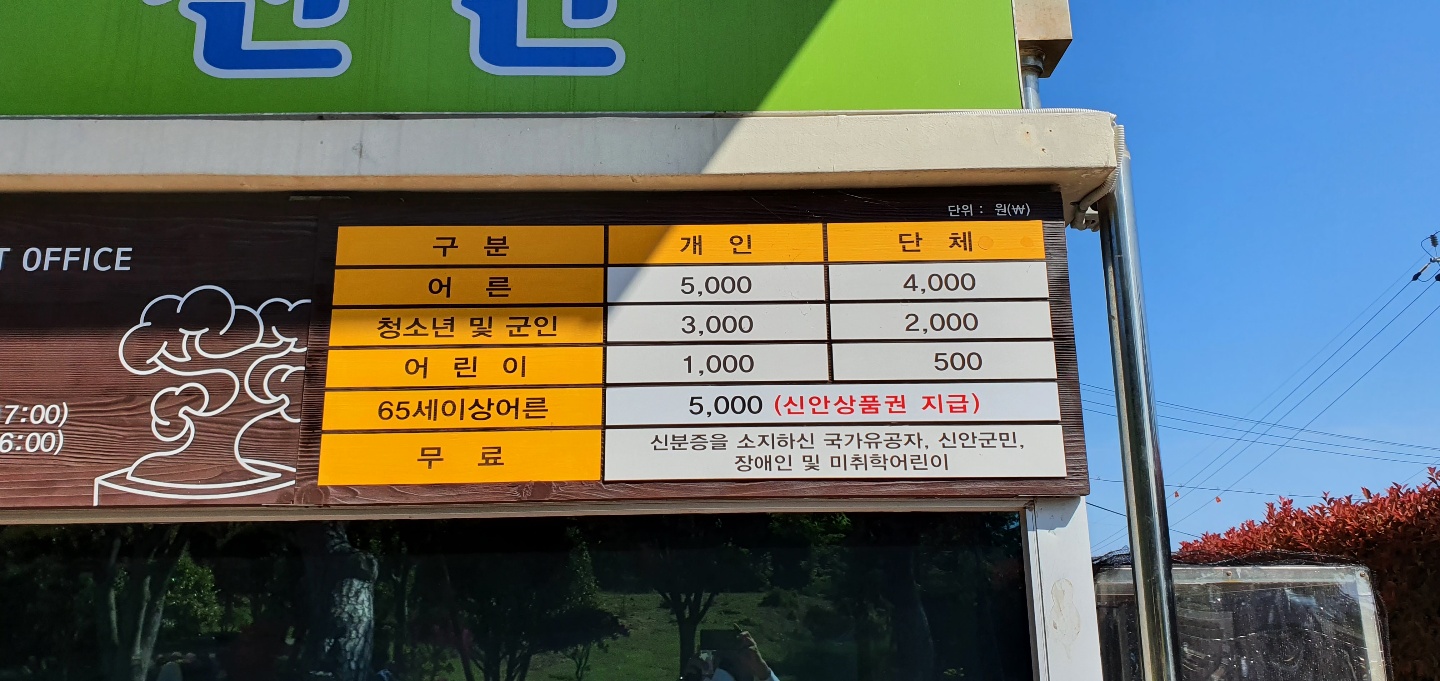 T OFFICE
7:00)
6:00)
단위 : 원(₩)
구 분 개 인 단 체
어 른 5,000 4,000
청소년 및 군인 3,000 2,000
어 린 이 1,000 500
65세이상어른 5,000 (신안상품권 지급)
무 료 신분증을 소지하신 국가유공자, 신안군민,
장애인 및 미취학어린이